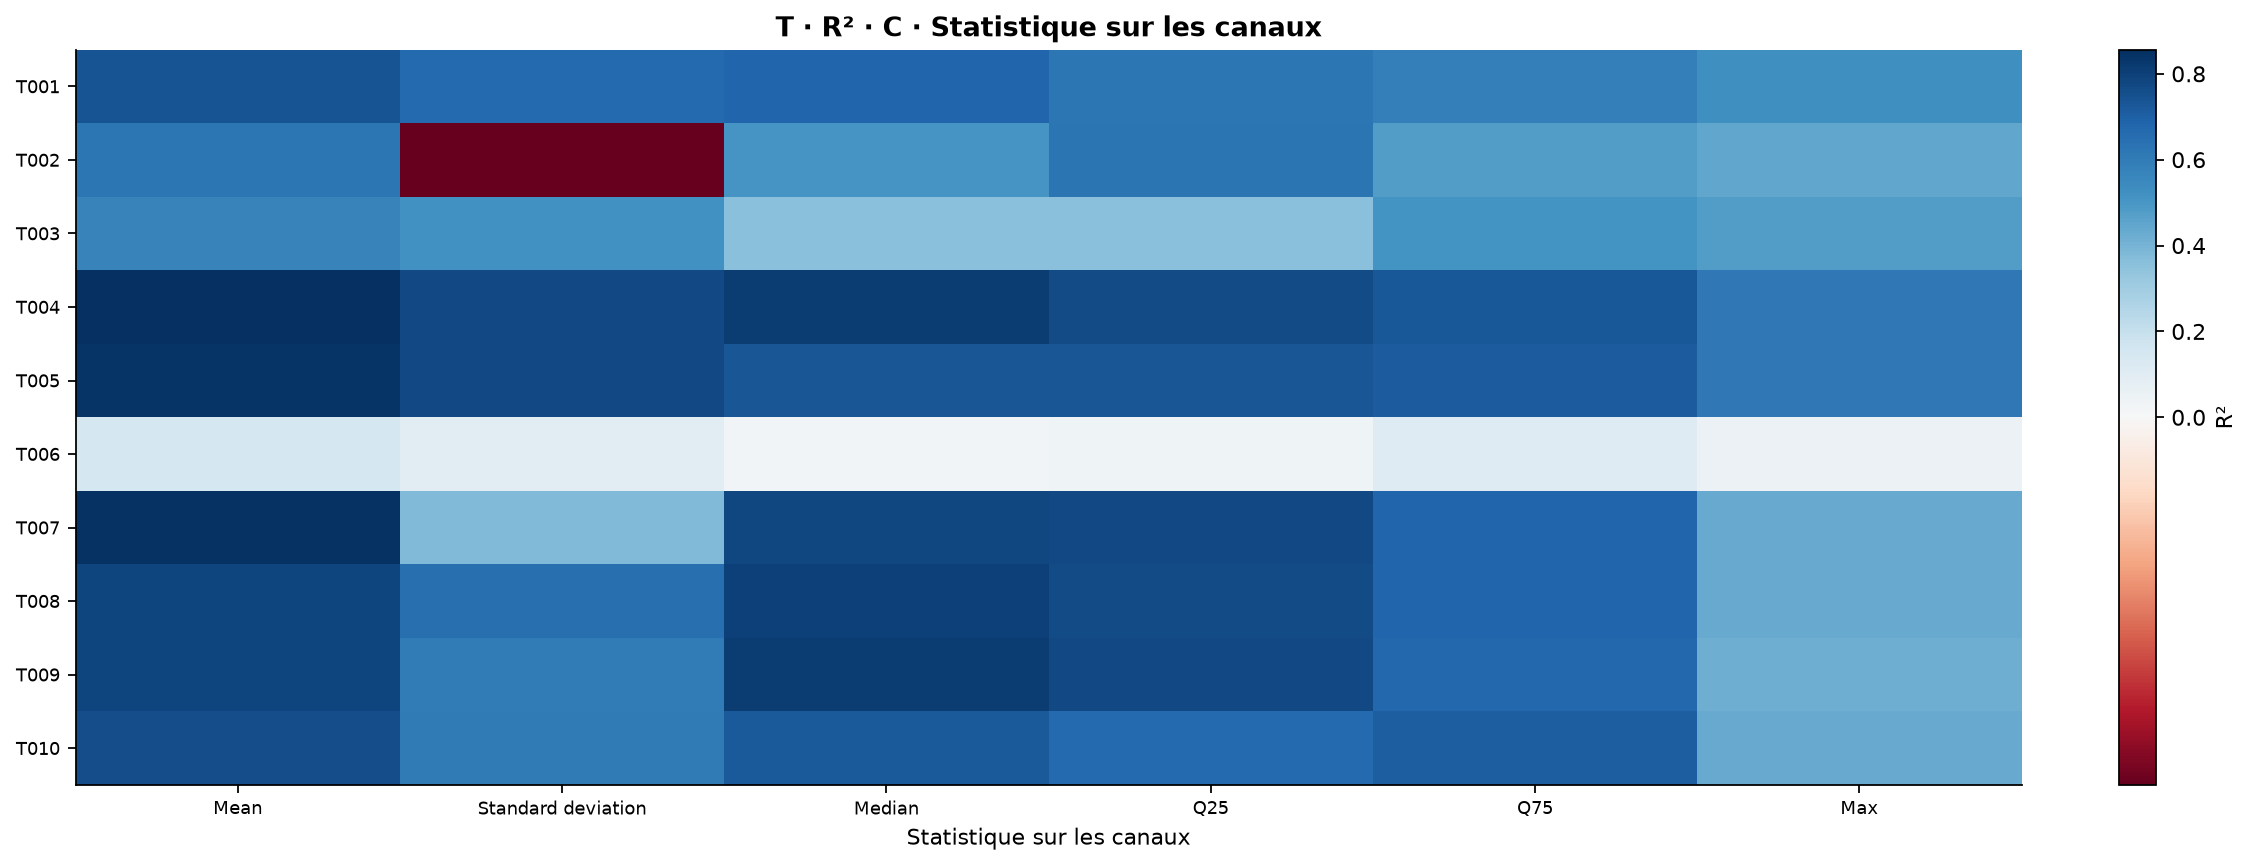 T · R² · C · Statistique sur les canaux
T001
T002
T003
T004
T005
T006
T007
T008
T009
T010
Mean Standard deviation Median Q25 Q75 Max
Statistique sur les canaux
0.8
0.6
0.4
0.2
0.0
R²